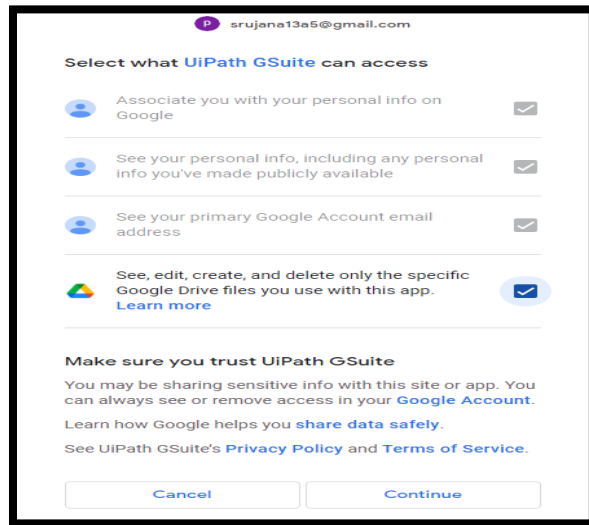 P srujana13a5@gmail.com
Select what UiPath GSuite can access
Associate you with your personal info on
Google
See your personal info, including any personal
info you've made publicly available
See your primary Google Account email
address
See, edit, create, and delete only the specific
Google Drive files you use with this app.
Learn more
Make sure you trust UiPath GSuite
You may be sharing sensitive info with this site or app. You
can always see or remove access in your Google Account.
Learn how Google helps you share data safely.
See UiPath GSuite's Privacy Policy and Terms of Service.
Cancel Continue